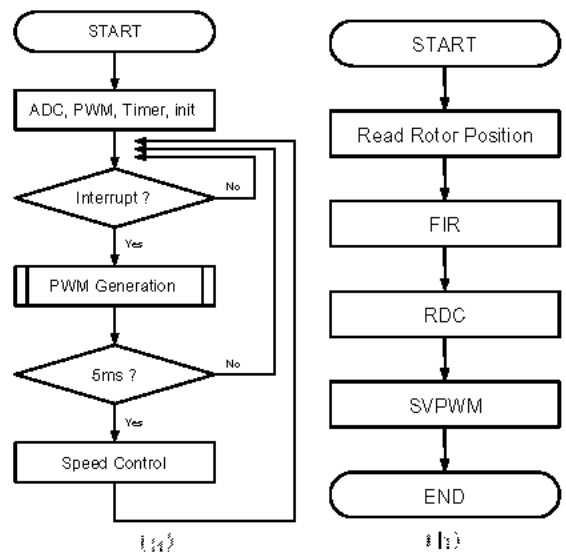 START
ADC, PWM, Timer, init
Interrupt ?
No
Yes
PWM Generation
5ms ?
No
Yes
Speed Control
(a)
START
Read Rotor Position
FIR
RDC
SVPWM
END
(b)